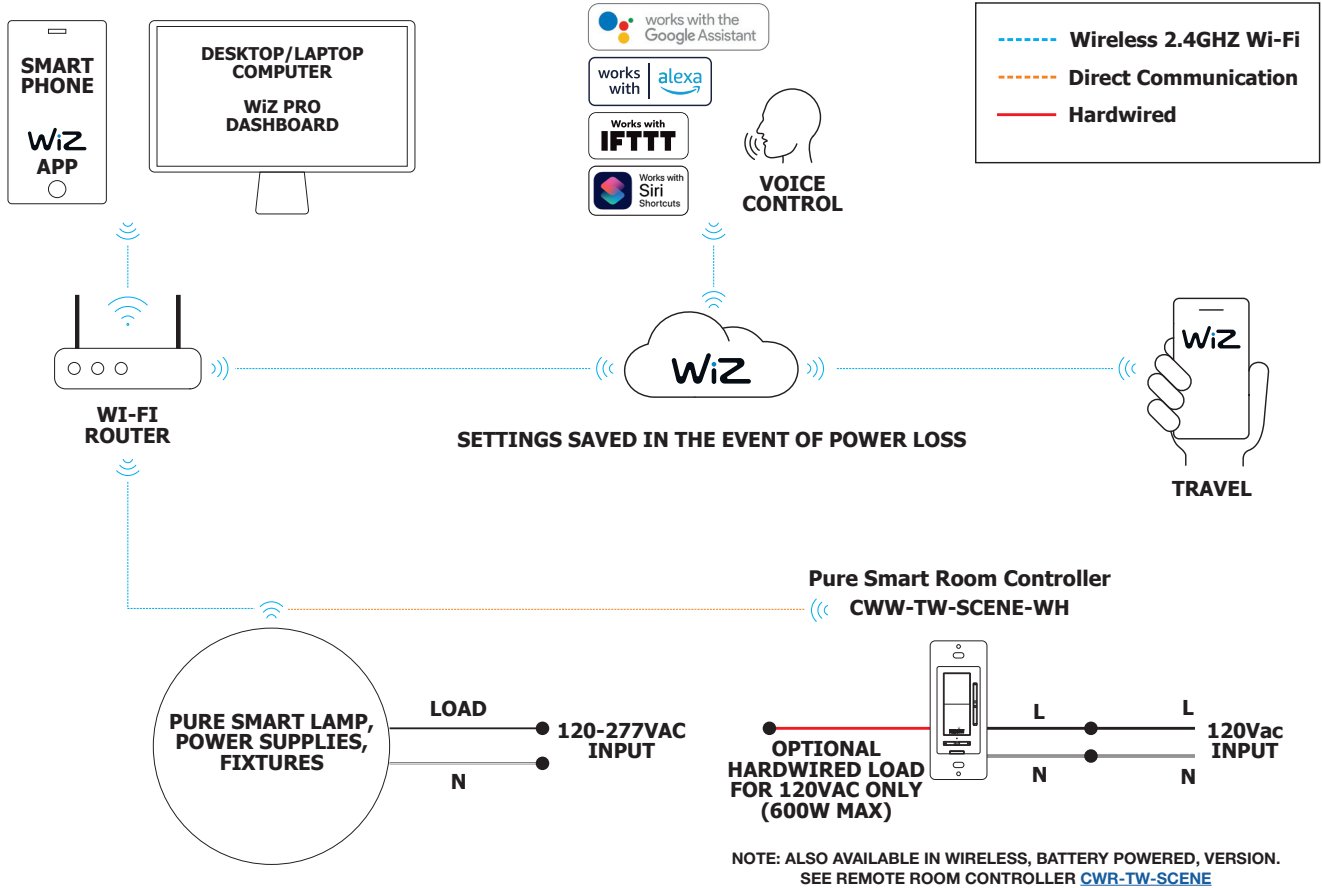 SMART
PHONE
WiZ
APP
DESKTOP/LAPTOP
COMPUTER
WiZ PRO
DASHBOARD
works with the
Google Assistant
works
with
alexa
Works with
IFTTT
Works with
Siri
Shortcuts
VOICE
CONTROL
Wireless 2.4GHZ Wi-Fi
Direct Communication
Hardwired
WI-FI
ROUTER
WiZ
SETTINGS SAVED IN THE EVENT OF POWER LOSS
WiZ
TRAVEL
Pure Smart Room Controller
CWW-TW-SCENE-WH
PURE SMART LAMP,
POWER SUPPLIES,
FIXTURES
LOAD
N
120-277VAC
INPUT
OPTIONAL
HARDWIRED LOAD
FOR 120VAC ONLY
(600W MAX)
L
N
L
N
120Vac
INPUT
NOTE: ALSO AVAILABLE IN WIRELESS, BATTERY POWERED, VERSION.
SEE REMOTE ROOM CONTROLLER CWR-TW-SCENE